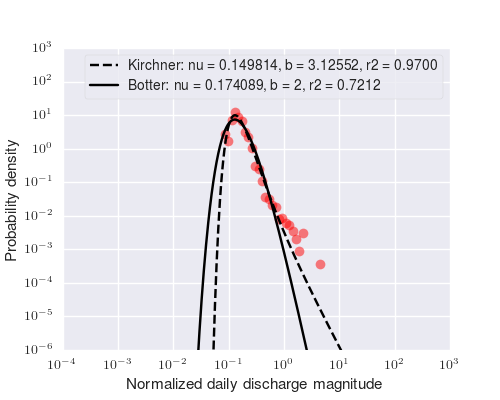 Kirchner: nu = 0.149814, b = 3.12552, r2 = 0.9700
Botter: nu = 0.174089, b = 2, r2 = 0.7212
10³
10²
10¹
10⁰
10⁻¹
10⁻²
10⁻³
10⁻⁴
10⁻⁵
10⁻⁶
Probability density
10⁻⁴ 10⁻³ 10⁻² 10⁻¹ 10⁰ 10¹ 10² 10³
Normalized daily discharge magnitude